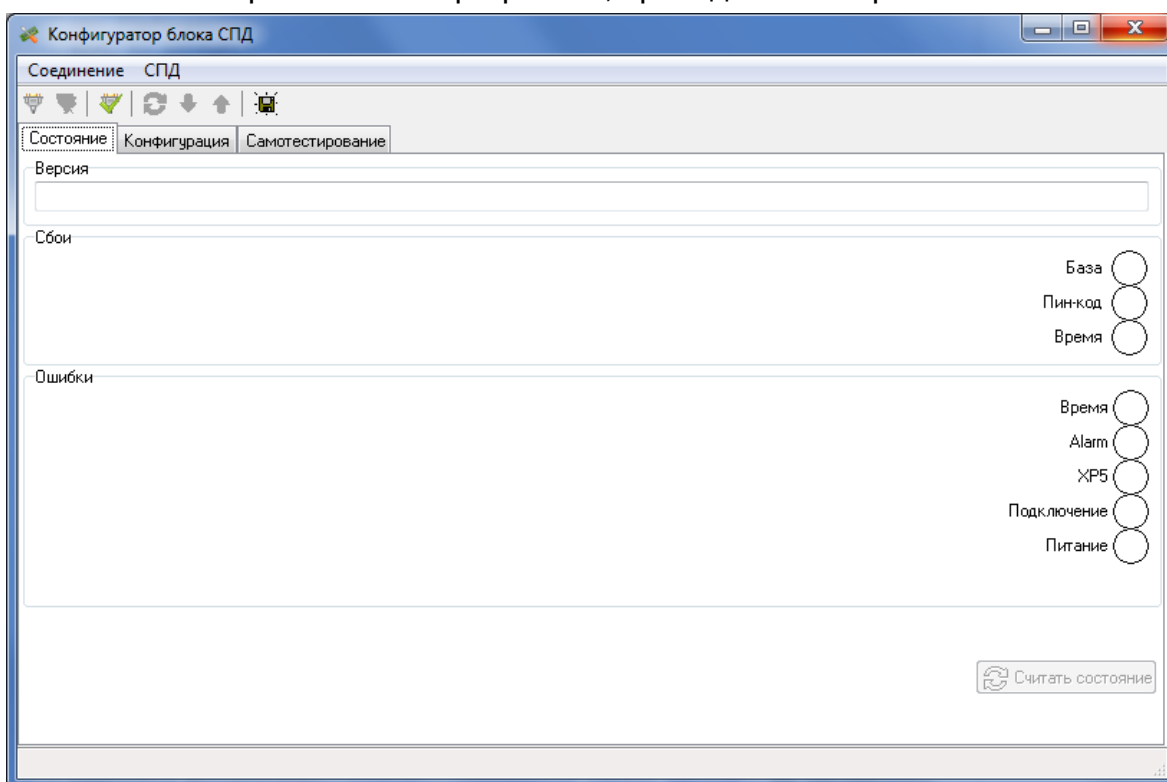 Конфигуратор блока СПД
Соединение СПД
Состояние Конфигурация Самотестирование
Версия
Сбои
База
Пин-код
Время
Ошибки
Время
Alarm
XP5
Подключение
Питание
Считать состояние